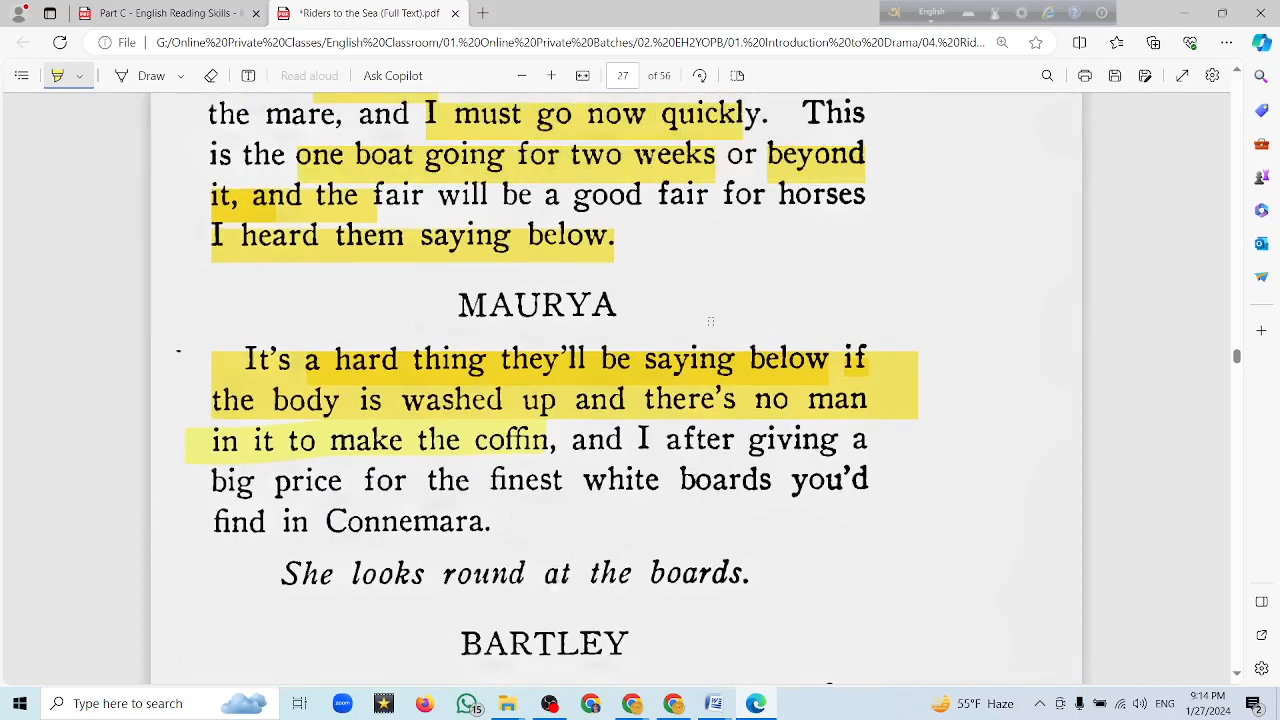 Part C - English Reading Skills - R
*Riders to the Sea (Full Text).pdf
English
File
G:/Online%20Private%20Classes/English%20Classroom/01.%20Online%20Private%20Batches/02.%20EH2YOPB/01.%20Introduction%20to%20Drama/04.%20Rid...
Draw
Read aloud
Ask Copilot
27
of 56
the mare, and I must go now quickly. This
is the one boat going for two weeks or beyond
it, and the fair will be a good fair for horses
I heard them saying below.
MAURYA
It's a hard thing they'll be saying below if
the body is washed up and there's no man
in it to make the coffin, and I after giving a
big price for the finest white boards you'd
find in Connemara.
She looks round at the boards.
BARTLEY
Type here to search
zoom
15
55°F Haze
ENG
9:14 PM
1/27/2024
2